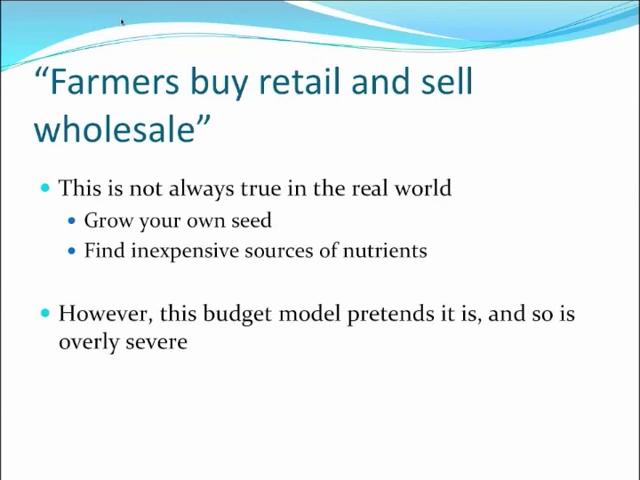 “Farmers buy retail and sell
wholesale”
This is not always true in the real world
Grow your own seed
Find inexpensive sources of nutrients
However, this budget model pretends it is, and so is
overly severe